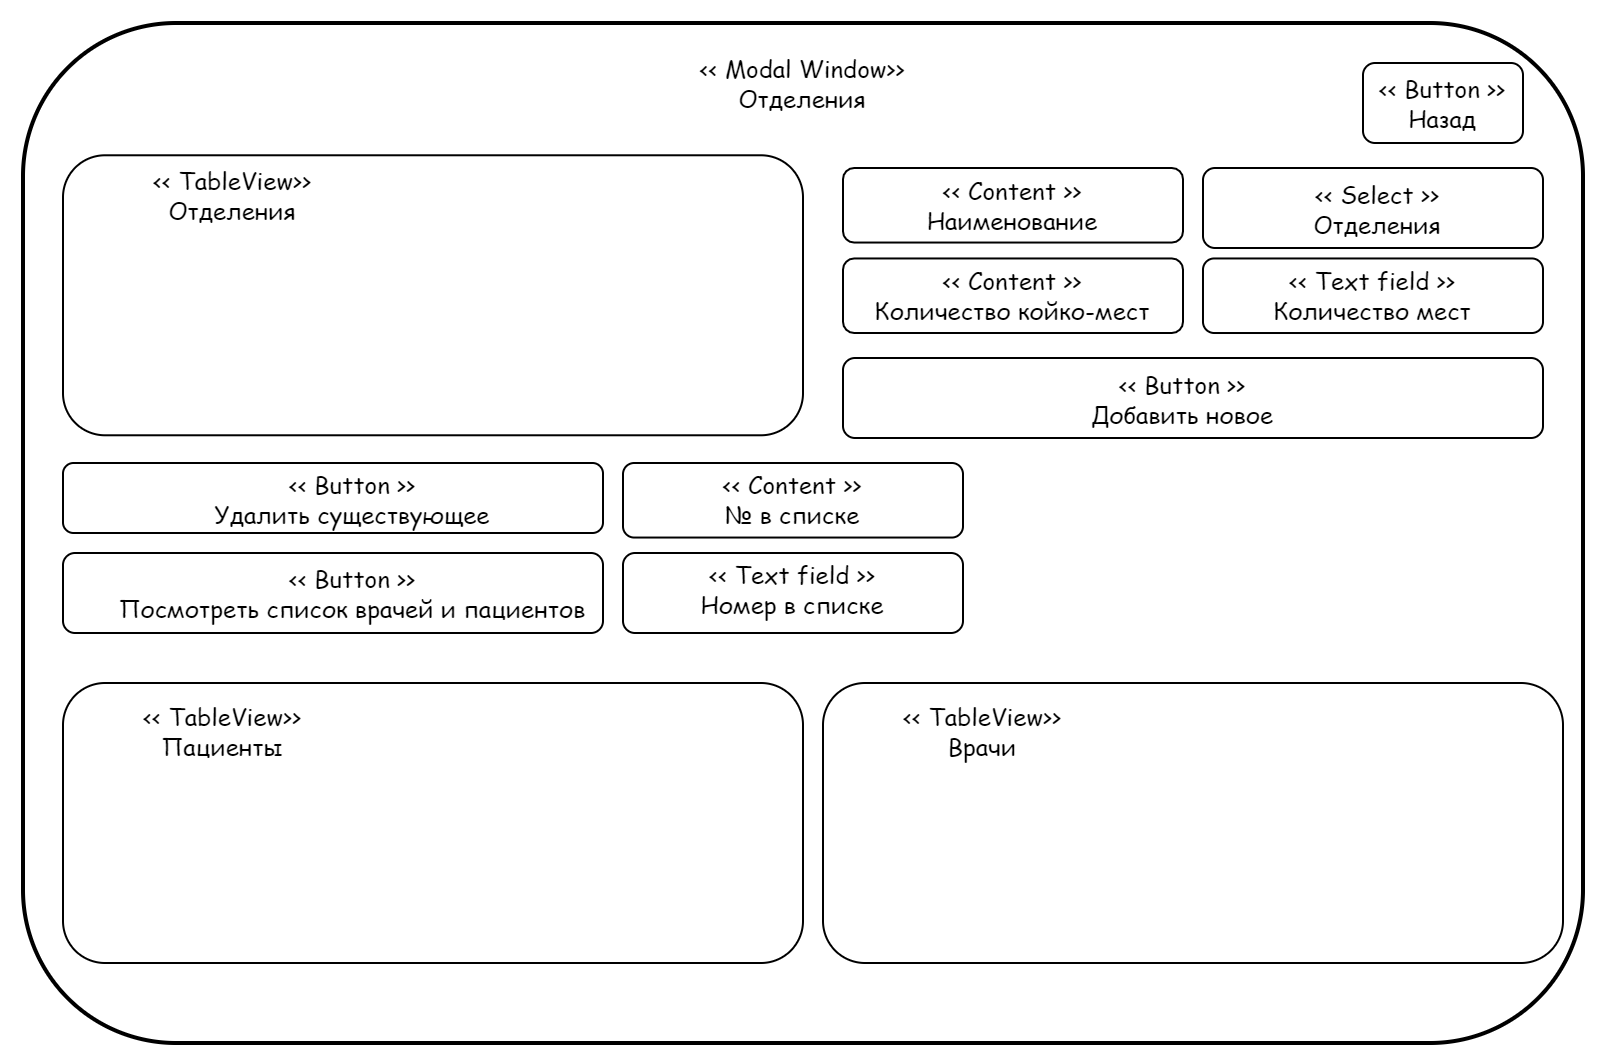 << Modal Window>>
Отделения
<< Button >>
Назад
<< TableView>>
Отделения
<< Content >>
Наименование
<< Select >>
Отделения
<< Content >>
Количество койко-мест
<< Text field >>
Количество мест
<< Button >>
Добавить новое
<< Button >>
Удалить существующее
<< Content >>
№ в списке
<< Button >>
Посмотреть список врачей и пациентов
<< Text field >>
Номер в списке
<< TableView>>
Пациенты
<< TableView>>
Врачи